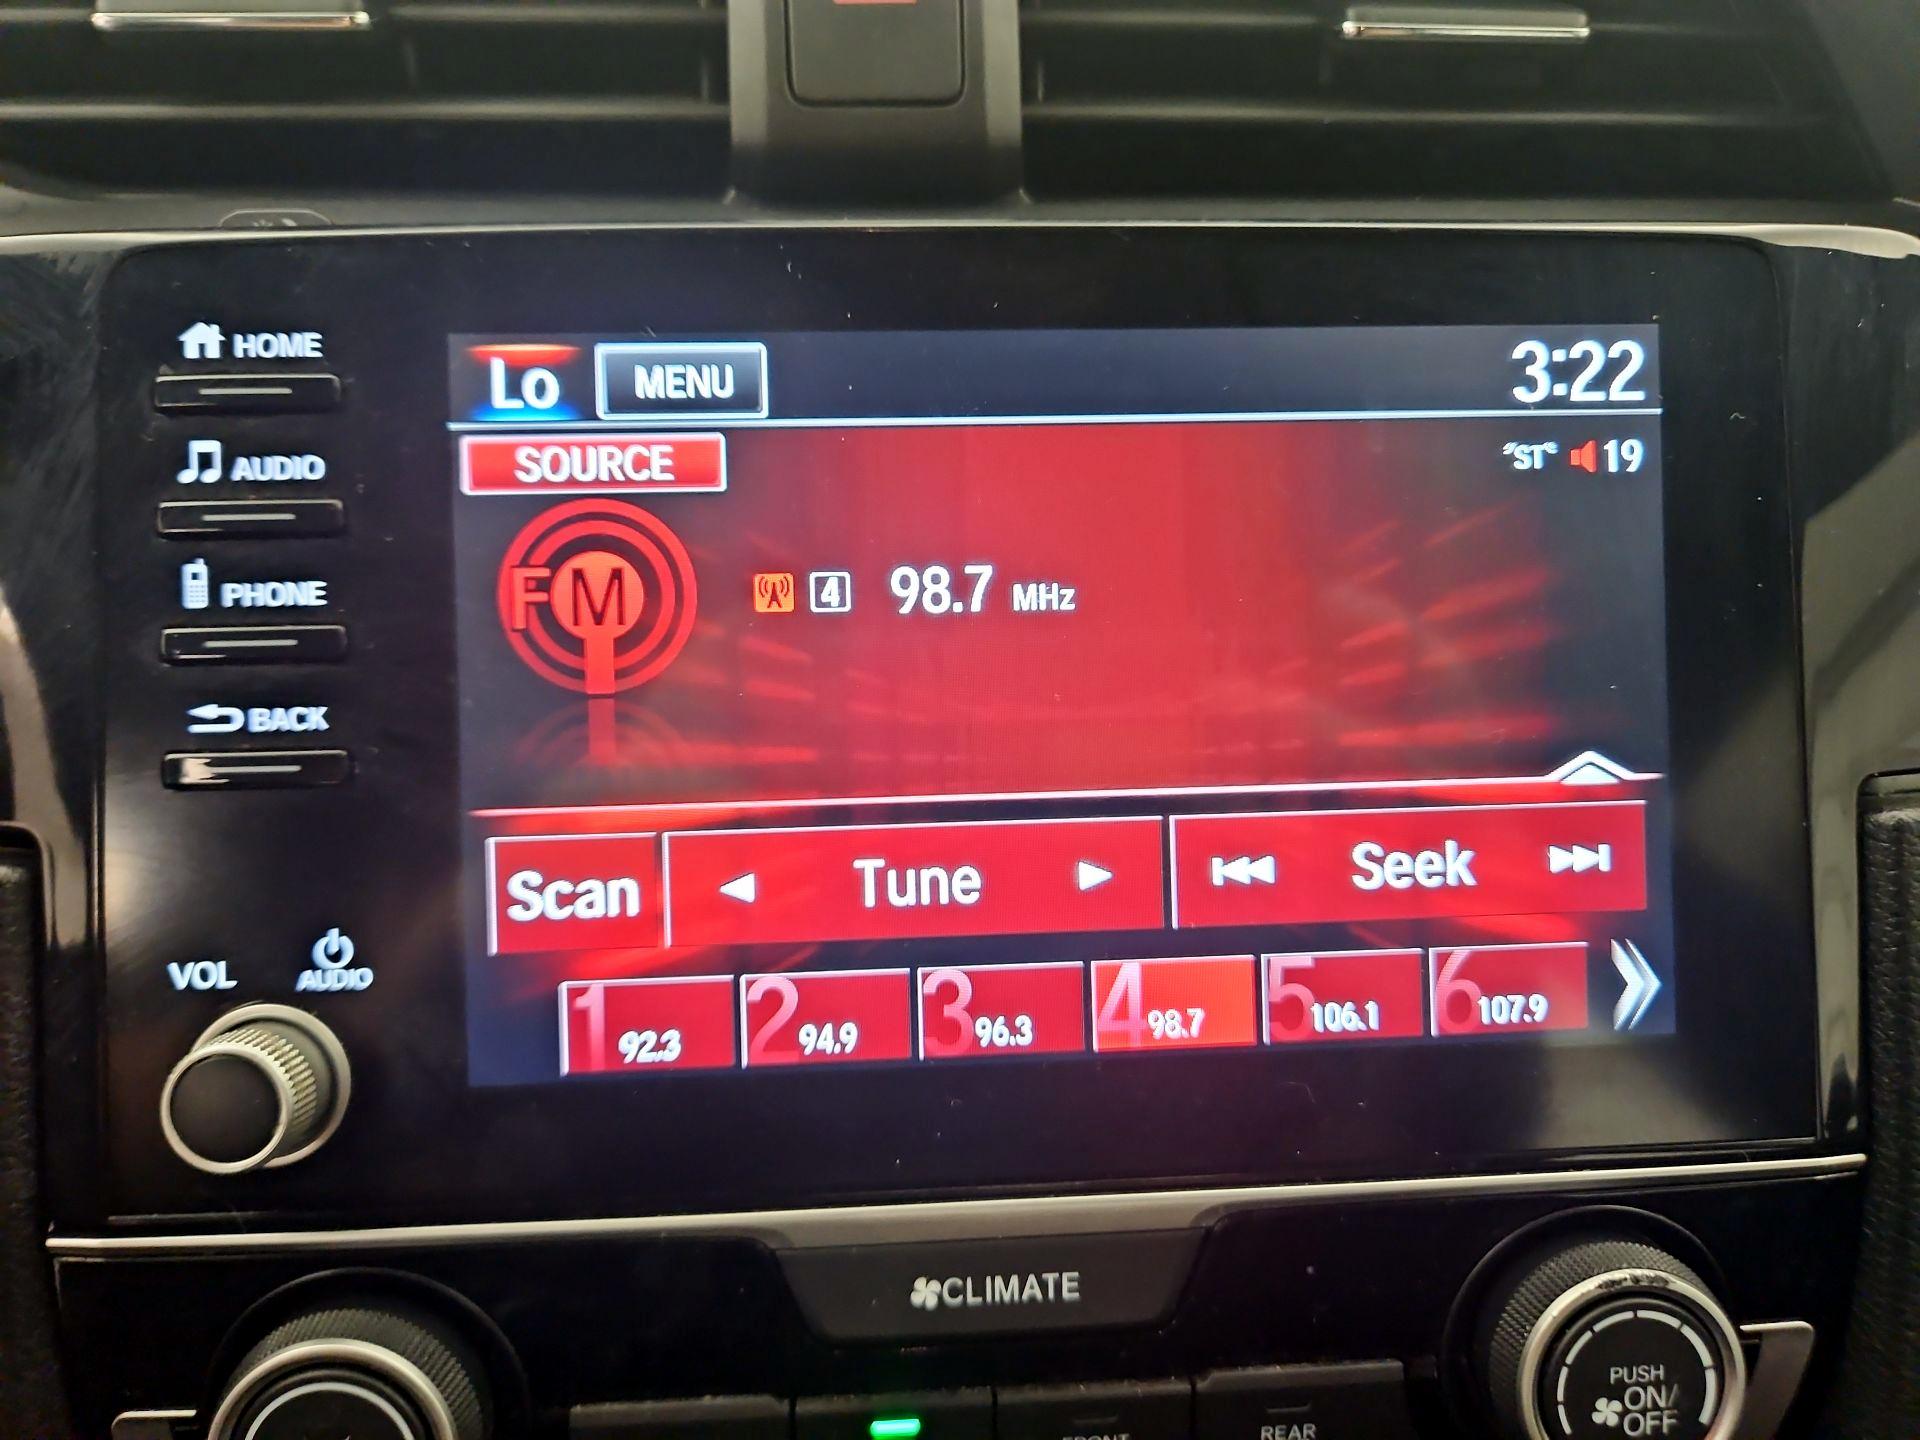 HOME
AUDIO
PHONE
BACK
VOL
AUDIO
Lo MENU 3:22
SOURCE
"ST" 19
FM
4 98.7 MHz
Scan Tune Seek
1 92.3 2 94.9 3 96.3 4 98.7 5 106.1 6 107.9
CLIMATE
PUSH
ON/
OFF
FRONT
REAR